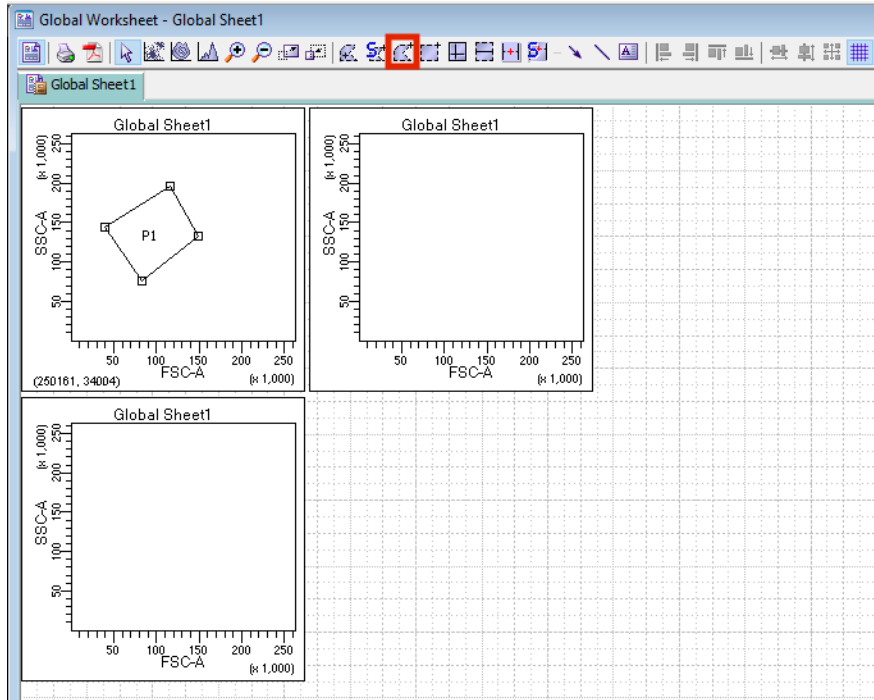 Global Worksheet - Global Sheet1
Global Sheet1
Global Sheet1
(x 1,000)
250
200
150
100
50
SSC-A
P1
50 100 150 200 250
FSC-A
(250161, 34004)
(x 1,000)
Global Sheet1
(x 1,000)
250
200
150
100
50
SSC-A
50 100 150 200 250
FSC-A
(x 1,000)
Global Sheet1
(x 1,000)
250
200
150
100
50
SSC-A
50 100 150 200 250
FSC-A
(x 1,000)